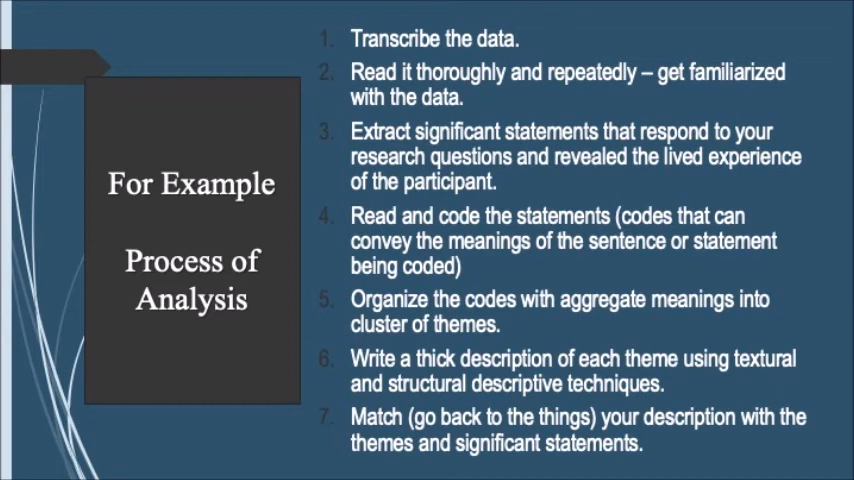 For Example
Process of
Analysis
1. Transcribe the data.
2. Read it thoroughly and repeatedly – get familiarized
with the data.
3. Extract significant statements that respond to your
research questions and revealed the lived experience
of the participant.
4. Read and code the statements (codes that can
convey the meanings of the sentence or statement
being coded)
5. Organize the codes with aggregate meanings into
cluster of themes.
6. Write a thick description of each theme using textural
and structural descriptive techniques.
7. Match (go back to the things) your description with the
themes and significant statements.